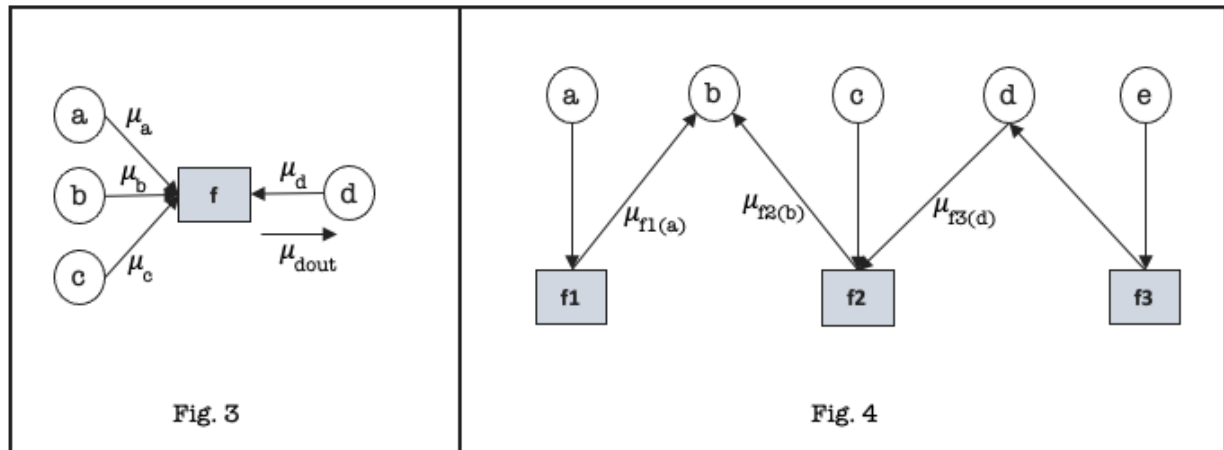 a
μa
b
μb
c
μc
f
μd
d
μdout
Fig. 3
a
b
c
d
e
μf1(a)
μf2(b)
μf3(d)
f1
f2
f3
Fig. 4